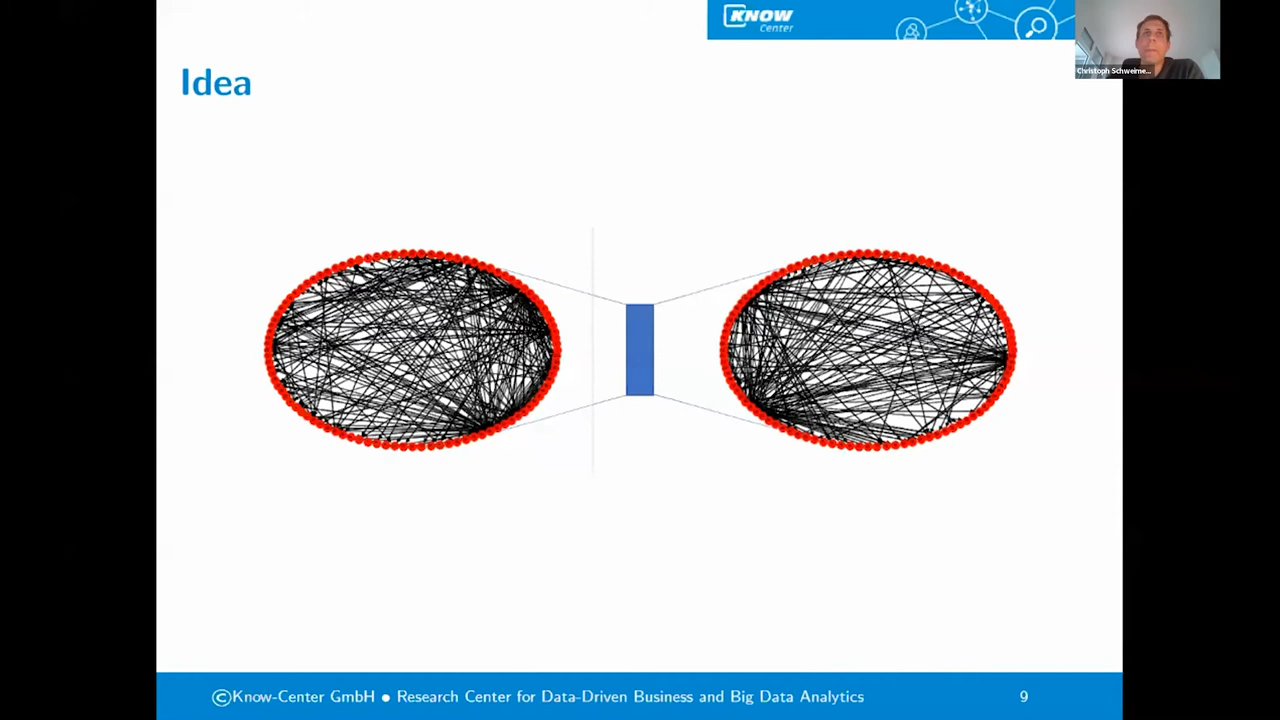 KNOW
Center
Christoph Schweime...
Idea
©Know-Center GmbH • Research Center for Data-Driven Business and Big Data Analytics
9